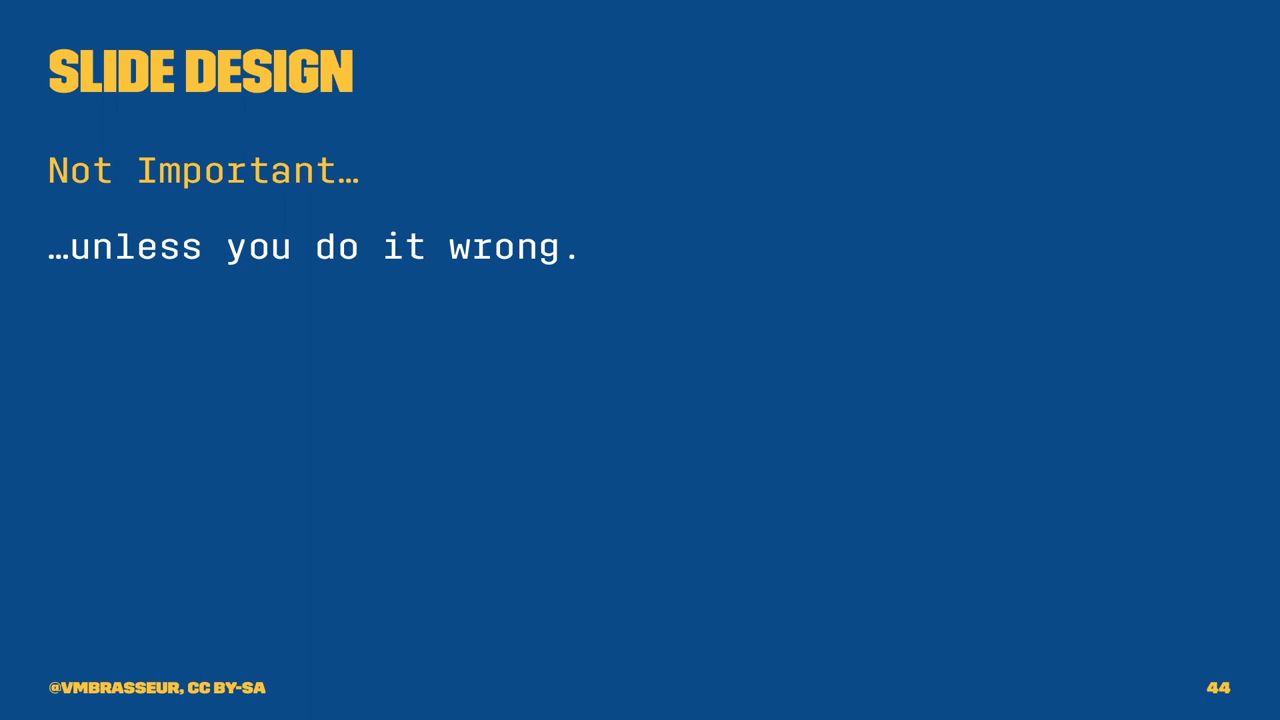 SLIDE DESIGN
Not Important…
…unless you do it wrong.
@VMBRASSEUR, CC BY-SA
44